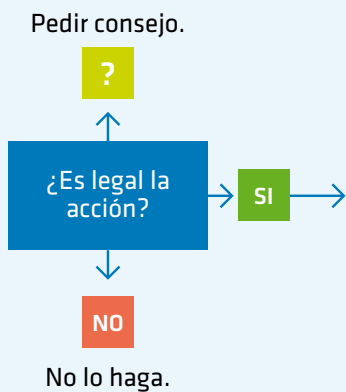 Pedir consejo.
?
¿Es legal la
acción?
SI
NO
No lo haga.